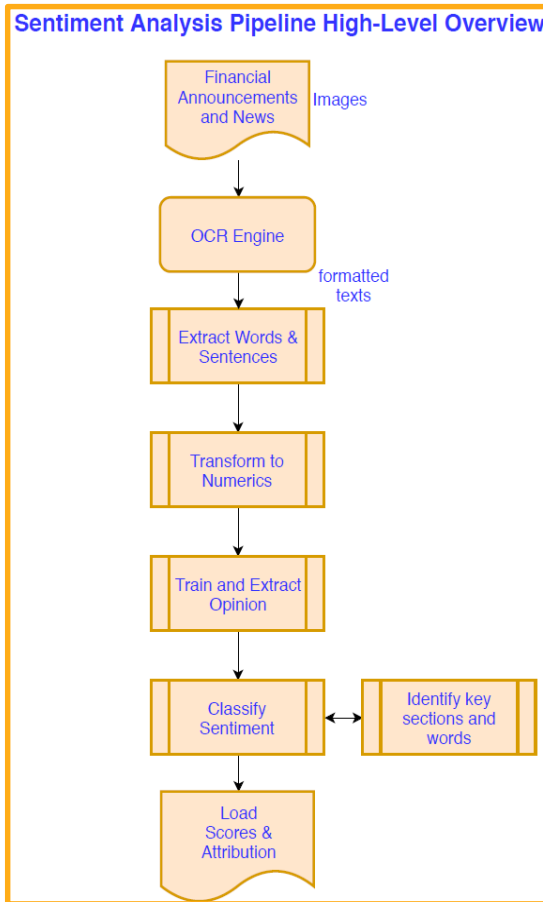 Sentiment Analysis Pipeline High-Level Overview
Financial
Announcements
and News
Images
OCR Engine
formatted
texts
Extract Words &
Sentences
Transform to
Numerics
Train and Extract
Opinion
Classify
Sentiment
Identify key
sections and
words
Load
Scores &
Attribution